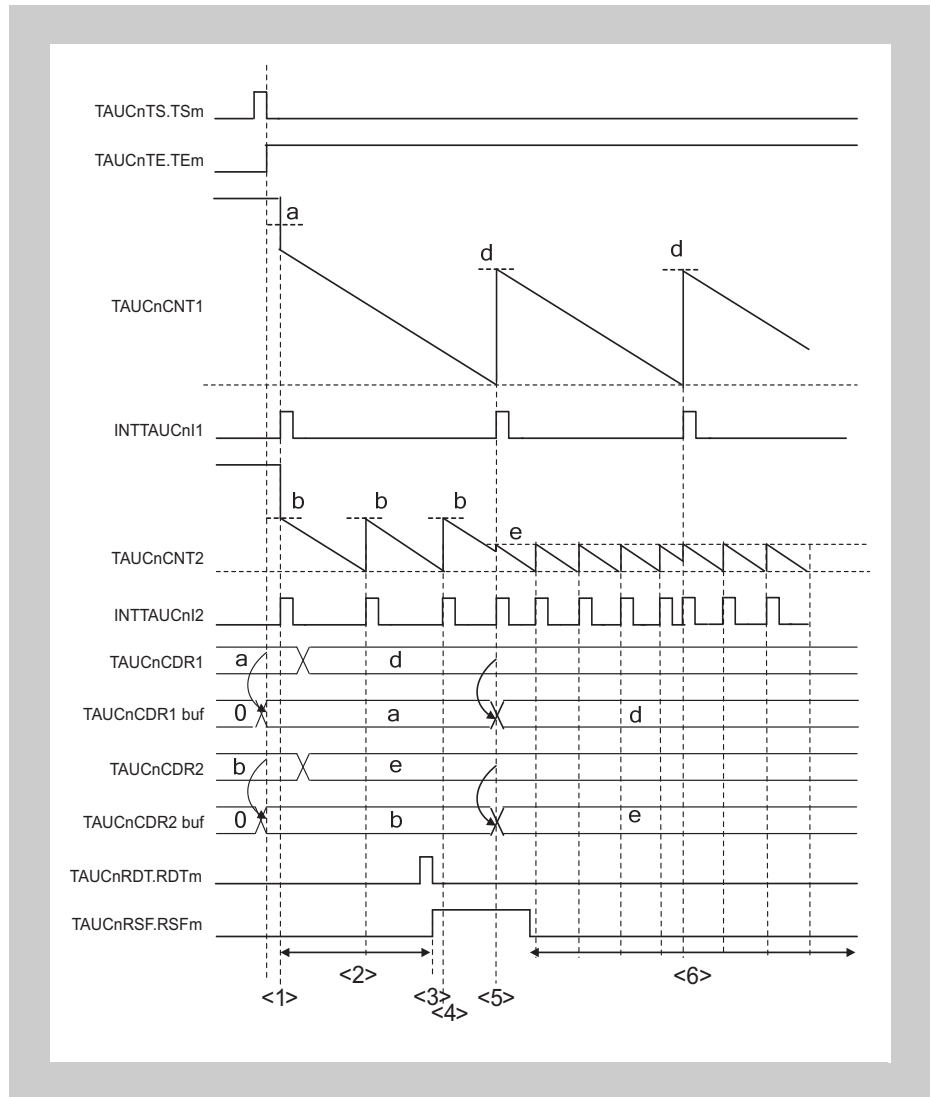 TAUCnTS.TSm
TAUCnTE.TEm
a
d
d
TAUCnCNT1
INTTAUCnI1
b
b
b
e
TAUCnCNT2
INTTAUCnI2
TAUCnCDR1
a
d
TAUCnCDR1 buf
0
a
d
TAUCnCDR2
b
e
TAUCnCDR2 buf
0
b
e
TAUCnRDT.RDTm
TAUCnRSF.RSFm
<2>
<6>
<1>
<3>
<5>
<4>